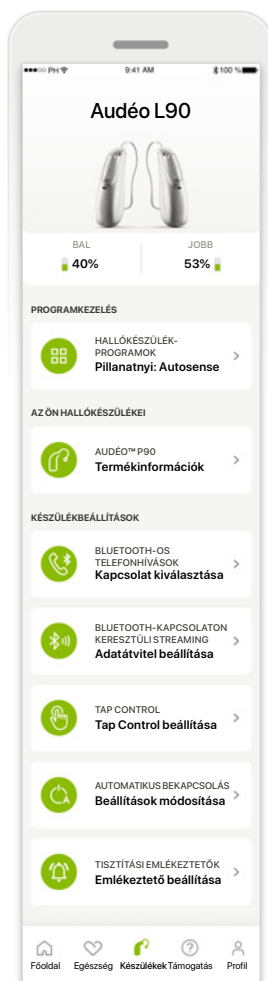 PH 9:41 AM 100 %
Audéo L90
BAL JOBB
40% 53%
PROGRAMKEZELÉS
HALLÓKÉSZÜLÉK-
PROGRAMOK
Pillanatnyi: Autosense
AZ ÖN HALLÓKÉSZÜLÉKEI
AUDÉO™ P90
Termékinformációk
KÉSZÜLÉKBEÁLLÍTÁSOK
BLUETOOTH-OS
TELEFONHÍVÁSOK
Kapcsolat kiválasztása
BLUETOOTH-KAPCSOLATON
KERESZTÜLI STREAMING
Adatátvitel beállítása
TAP CONTROL
Tap Control beállítása
AUTOMATIKUS BEKAPCSOLÁS
Beállítások módosítása
TISZTÍTÁSI EMLÉKEZTETŐK
Emlékeztető beállítása
Főoldal Egészség Készülékek Támogatás Profil